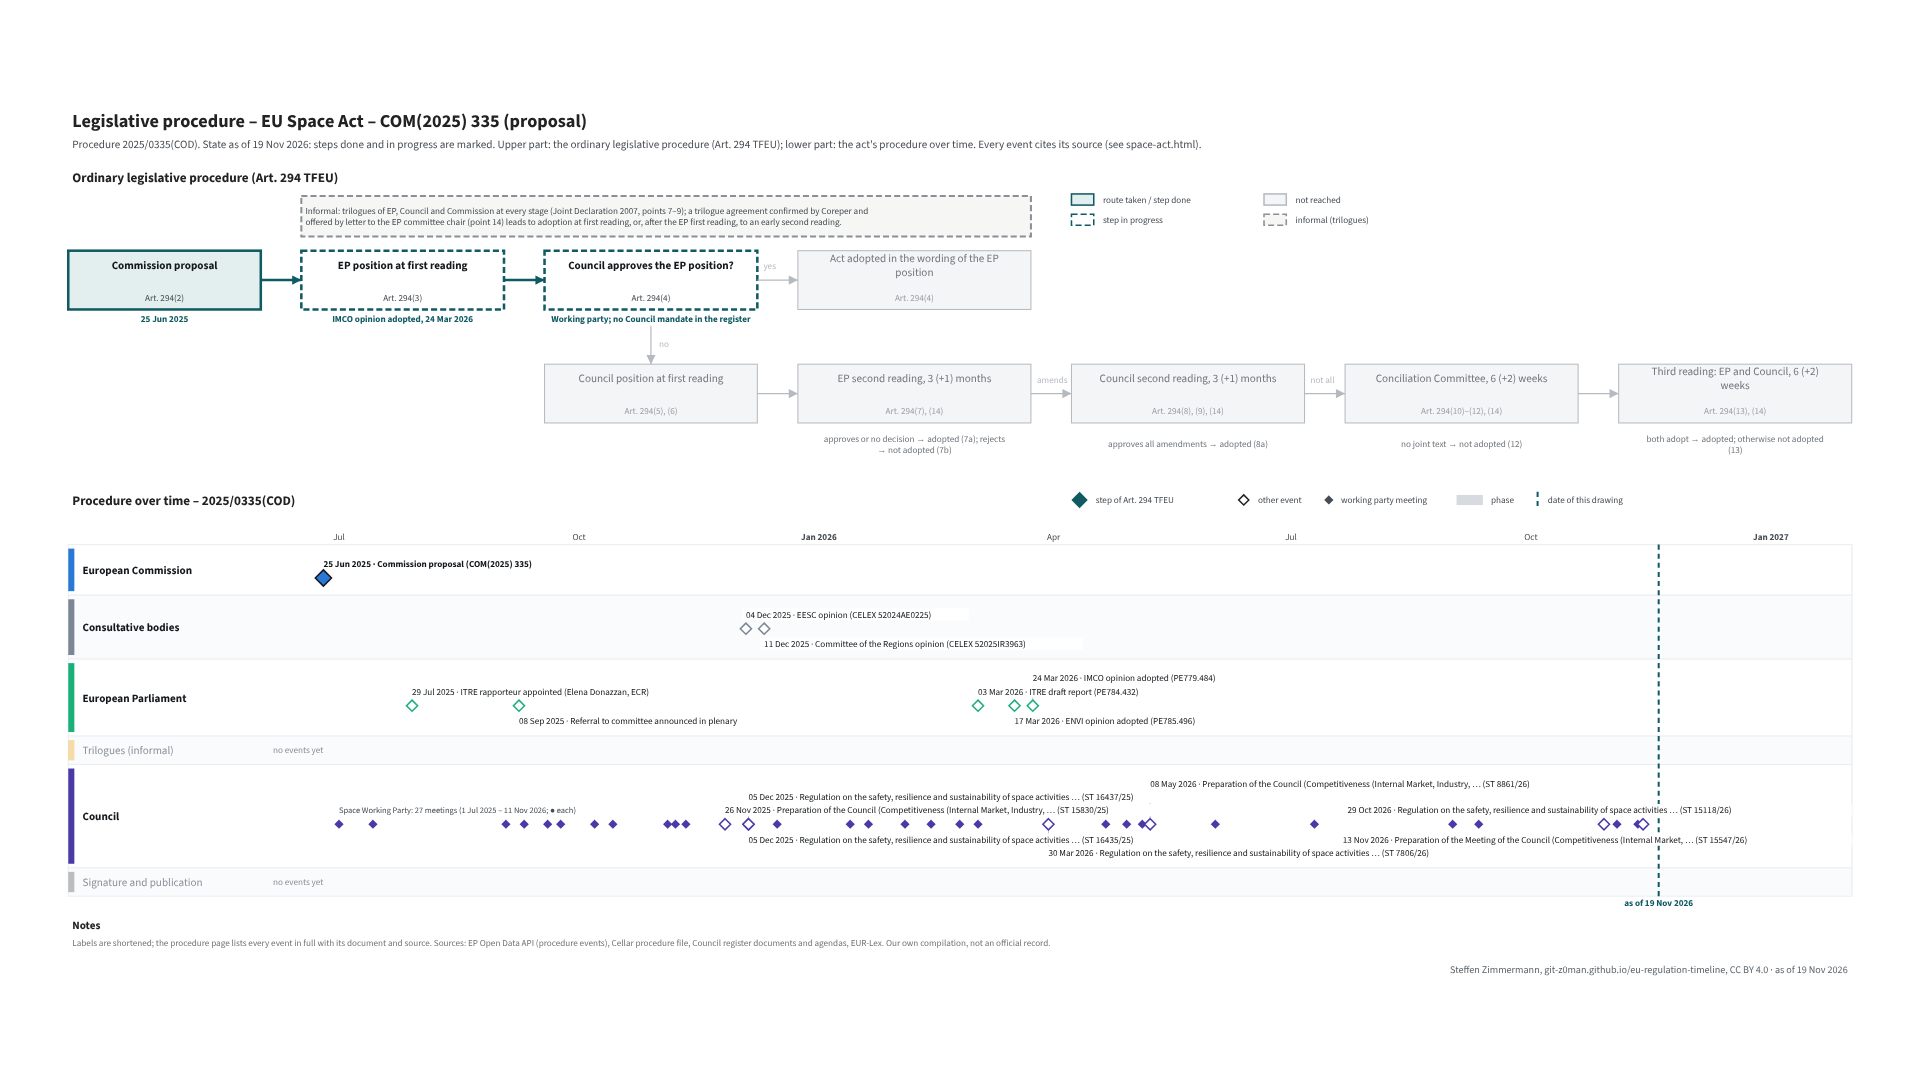 Legislative procedure – EU Space Act – COM(2025) 335 (proposal)
Procedure 2025/0335(COD). State as of 19 Nov 2026: steps done and in progress are marked. Upper part: the ordinary legislative procedure (Art. 294 TFEU); lower part: the act's procedure over time. Every event cites its source (see space-act.html).
Ordinary legislative procedure (Art. 294 TFEU)
Informal: trilogues of EP, Council and Commission at every stage (Joint Declaration 2007, points 7–9); a trilogue agreement confirmed by Coreper and
offered by letter to the EP committee chair (point 14) leads to adoption at first reading, or, after the EP first reading, to an early second reading.
route taken / step done
not reached
step in progress
informal (trilogues)
Commission proposal
Art. 294(2)
25 Jun 2025
EP position at first reading
Art. 294(3)
IMCO opinion adopted, 24 Mar 2026
Council approves the EP position?
Art. 294(4)
Working party; no Council mandate in the register
yes
Act adopted in the wording of the EP
position
Art. 294(4)
no
Council position at first reading
Art. 294(5), (6)
EP second reading, 3 (+1) months
Art. 294(7), (14)
approves or no decision → adopted (7a); rejects
→ not adopted (7b)
amends
Council second reading, 3 (+1) months
Art. 294(8), (9), (14)
approves all amendments → adopted (8a)
not all
Conciliation Committee, 6 (+2) weeks
Art. 294(10)–(12), (14)
no joint text → not adopted (12)
Third reading: EP and Council, 6 (+2)
weeks
Art. 294(13), (14)
both adopt → adopted; otherwise not adopted
(13)
Procedure over time – 2025/0335(COD)
step of Art. 294 TFEU
other event
working party meeting
phase
date of this drawing
Jul
Oct
Jan 2026
Apr
Jul
Oct
Jan 2027
European Commission
25 Jun 2025 · Commission proposal (COM(2025) 335)
Consultative bodies
04 Dec 2025 · EESC opinion (CELEX 52024AE0225)
11 Dec 2025 · Committee of the Regions opinion (CELEX 52025IR3963)
European Parliament
24 Mar 2026 · IMCO opinion adopted (PE779.484)
29 Jul 2025 · ITRE rapporteur appointed (Elena Donazzan, ECR)
03 Mar 2026 · ITRE draft report (PE784.432)
08 Sep 2025 · Referral to committee announced in plenary
17 Mar 2026 · ENVI opinion adopted (PE785.496)
Trilogues (informal)
no events yet
Council
08 May 2026 · Preparation of the Council (Competitiveness (Internal Market, Industry, … (ST 8861/26)
05 Dec 2025 · Regulation on the safety, resilience and sustainability of space activities … (ST 16437/25)
Space Working Party: 27 meetings (1 Jul 2025 – 11 Nov 2026; ● each)
26 Nov 2025 · Preparation of the Council (Competitiveness (Internal Market, Industry, … (ST 15830/25)
29 Oct 2026 · Regulation on the safety, resilience and sustainability of space activities … (ST 15118/26)
05 Dec 2025 · Regulation on the safety, resilience and sustainability of space activities … (ST 16435/25)
13 Nov 2026 · Preparation of the Meeting of the Council (Competitiveness (Internal Market, … (ST 15547/26)
30 Mar 2026 · Regulation on the safety, resilience and sustainability of space activities … (ST 7806/26)
Signature and publication
no events yet
as of 19 Nov 2026
Notes
Labels are shortened; the procedure page lists every event in full with its document and source. Sources: EP Open Data API (procedure events), Cellar procedure file, Council register documents and agendas, EUR-Lex. Our own compilation, not an official record.
Steffen Zimmermann, git-z0man.github.io/eu-regulation-timeline, CC BY 4.0 · as of 19 Nov 2026